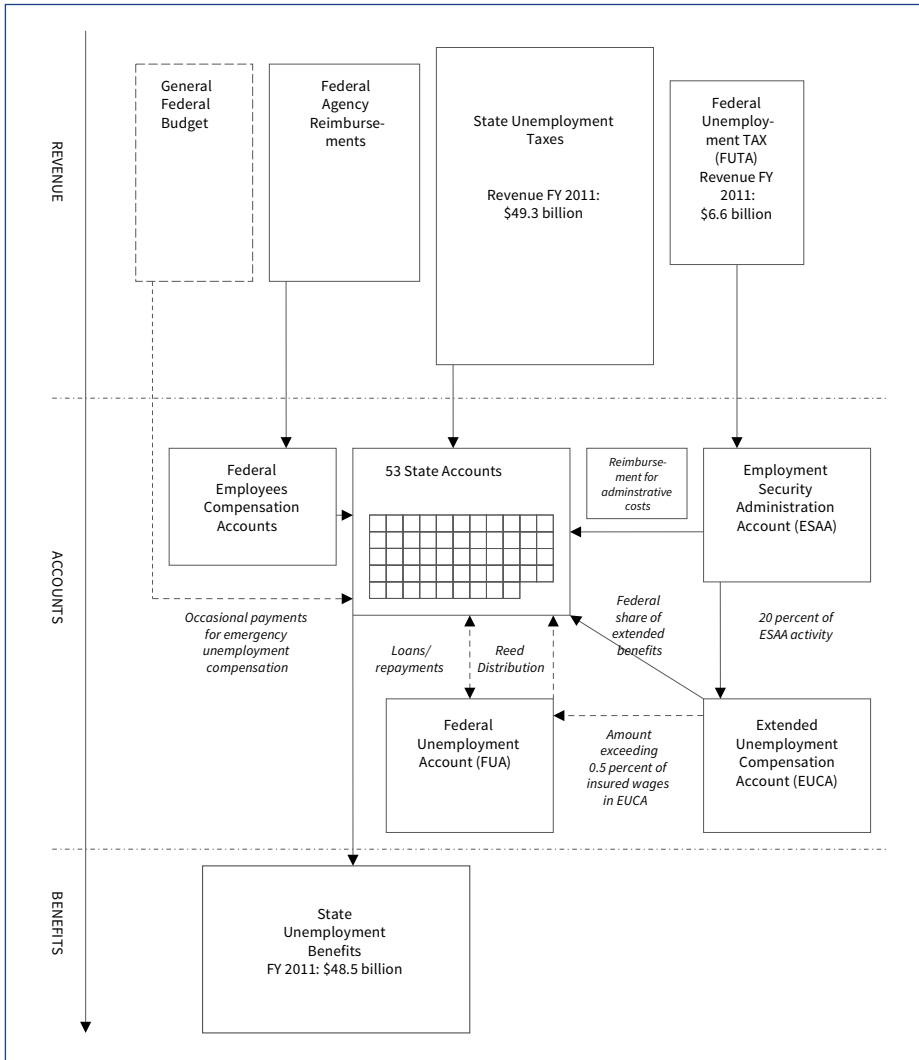 REVENUE
General
Federal
Budget
Federal
Agency
Reimburse-
ments
State Unemployment
Taxes
Revenue FY 2011:
$49.3 billion
Federal
Unemploy-
ment TAX
(FUTA)
Revenue FY
2011:
$6.6 billion
ACCOUNTS
Federal
Employees
Compensation
Accounts
53 State Accounts
Reimburse-
ment for
adminstrative
costs
Employment
Security
Administration
Account (ESAA)
Occasional payments
for emergency
unemployment
compensation
Loans/
repayments
Reed
Distribution
Federal
share of
extended
benefits
20 percent of
ESAA activity
Federal
Unemployment
Account (FUA)
Amount
exceeding
0.5 percent of
insured wages
in EUCA
Extended
Unemployment
Compensation
Account (EUCA)
BENEFITS
State
Unemployment
Benefits
FY 2011: $48.5 billion